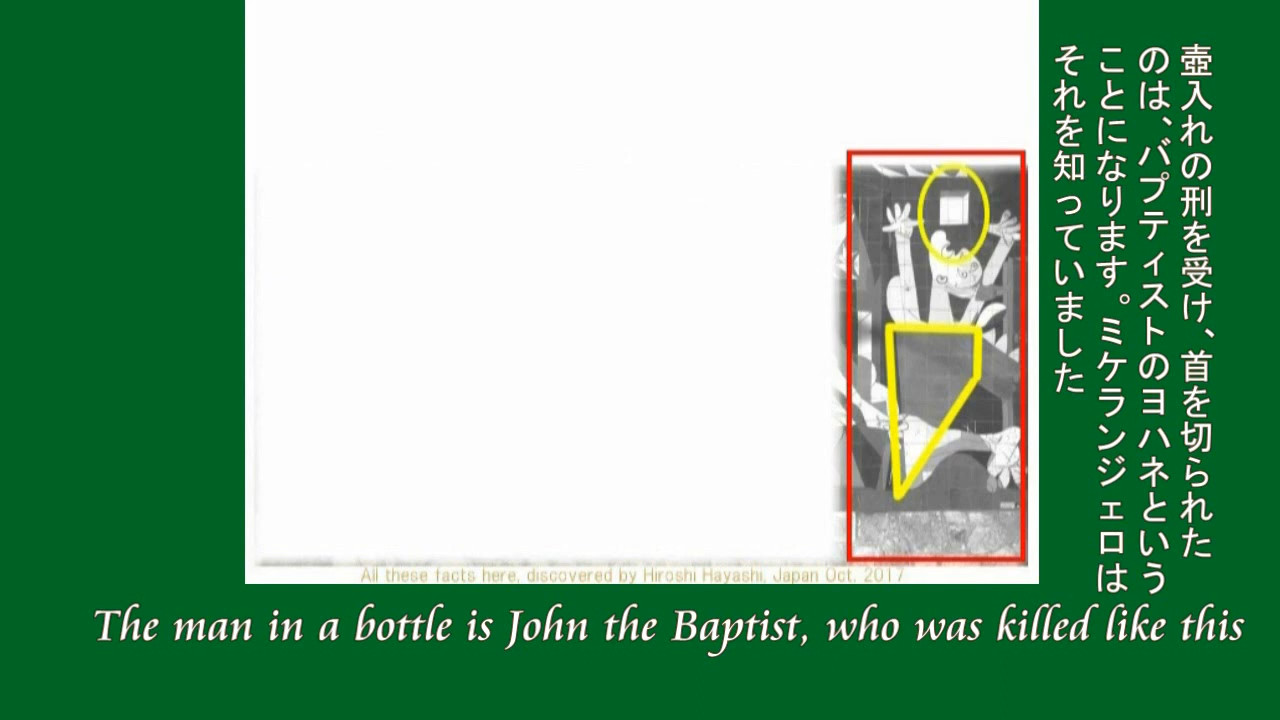 壺入れの刑を受け、首を切られた
のは、バプティストのヨハネという
ことになります。ミケランジェロは
それを知っていました
All these facts here, discovered by Hiroshi Hayashi, Japan Oct. 2017
The man in a bottle is John the Baptist, who was killed like this